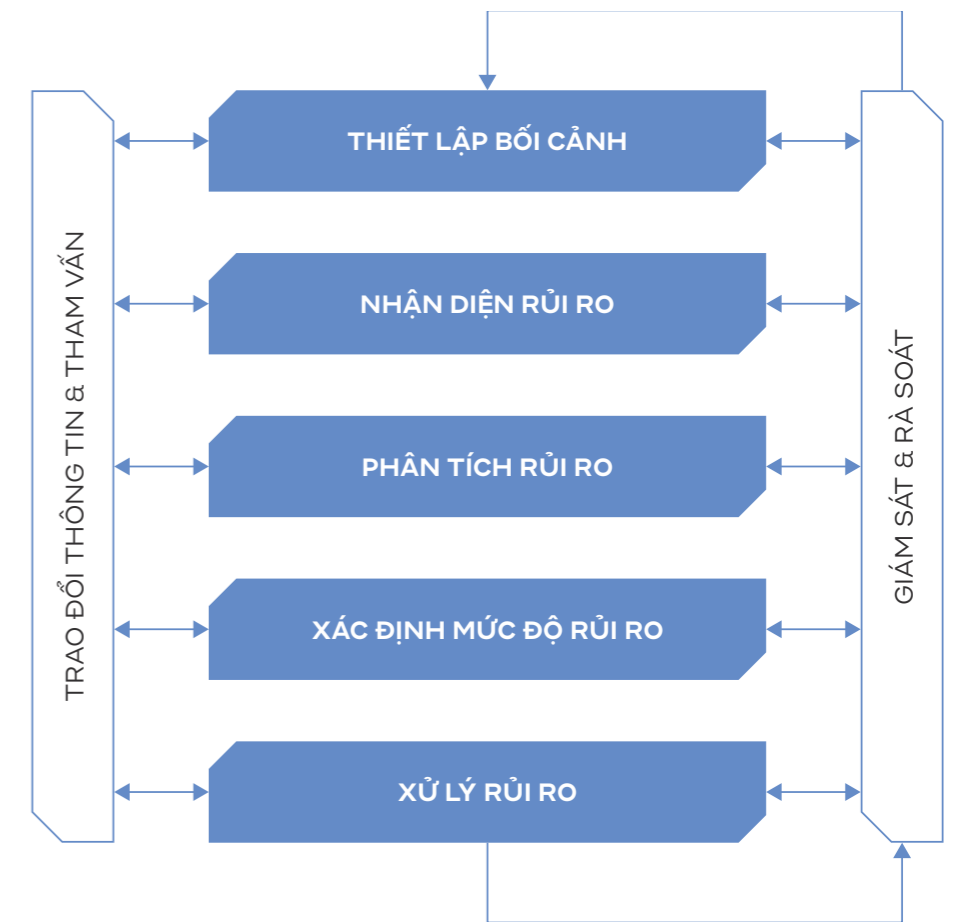 THIẾT LẬP BỐI CẢNH
NHẬN DIỆN RỦI RO
PHÂN TÍCH RỦI RO
XÁC ĐỊNH MỨC ĐỘ RỦI RO
XỬ LÝ RỦI RO
TRAO ĐỔI THÔNG TIN & THAM VẤN
GIÁM SÁT & RÀ SOÁT